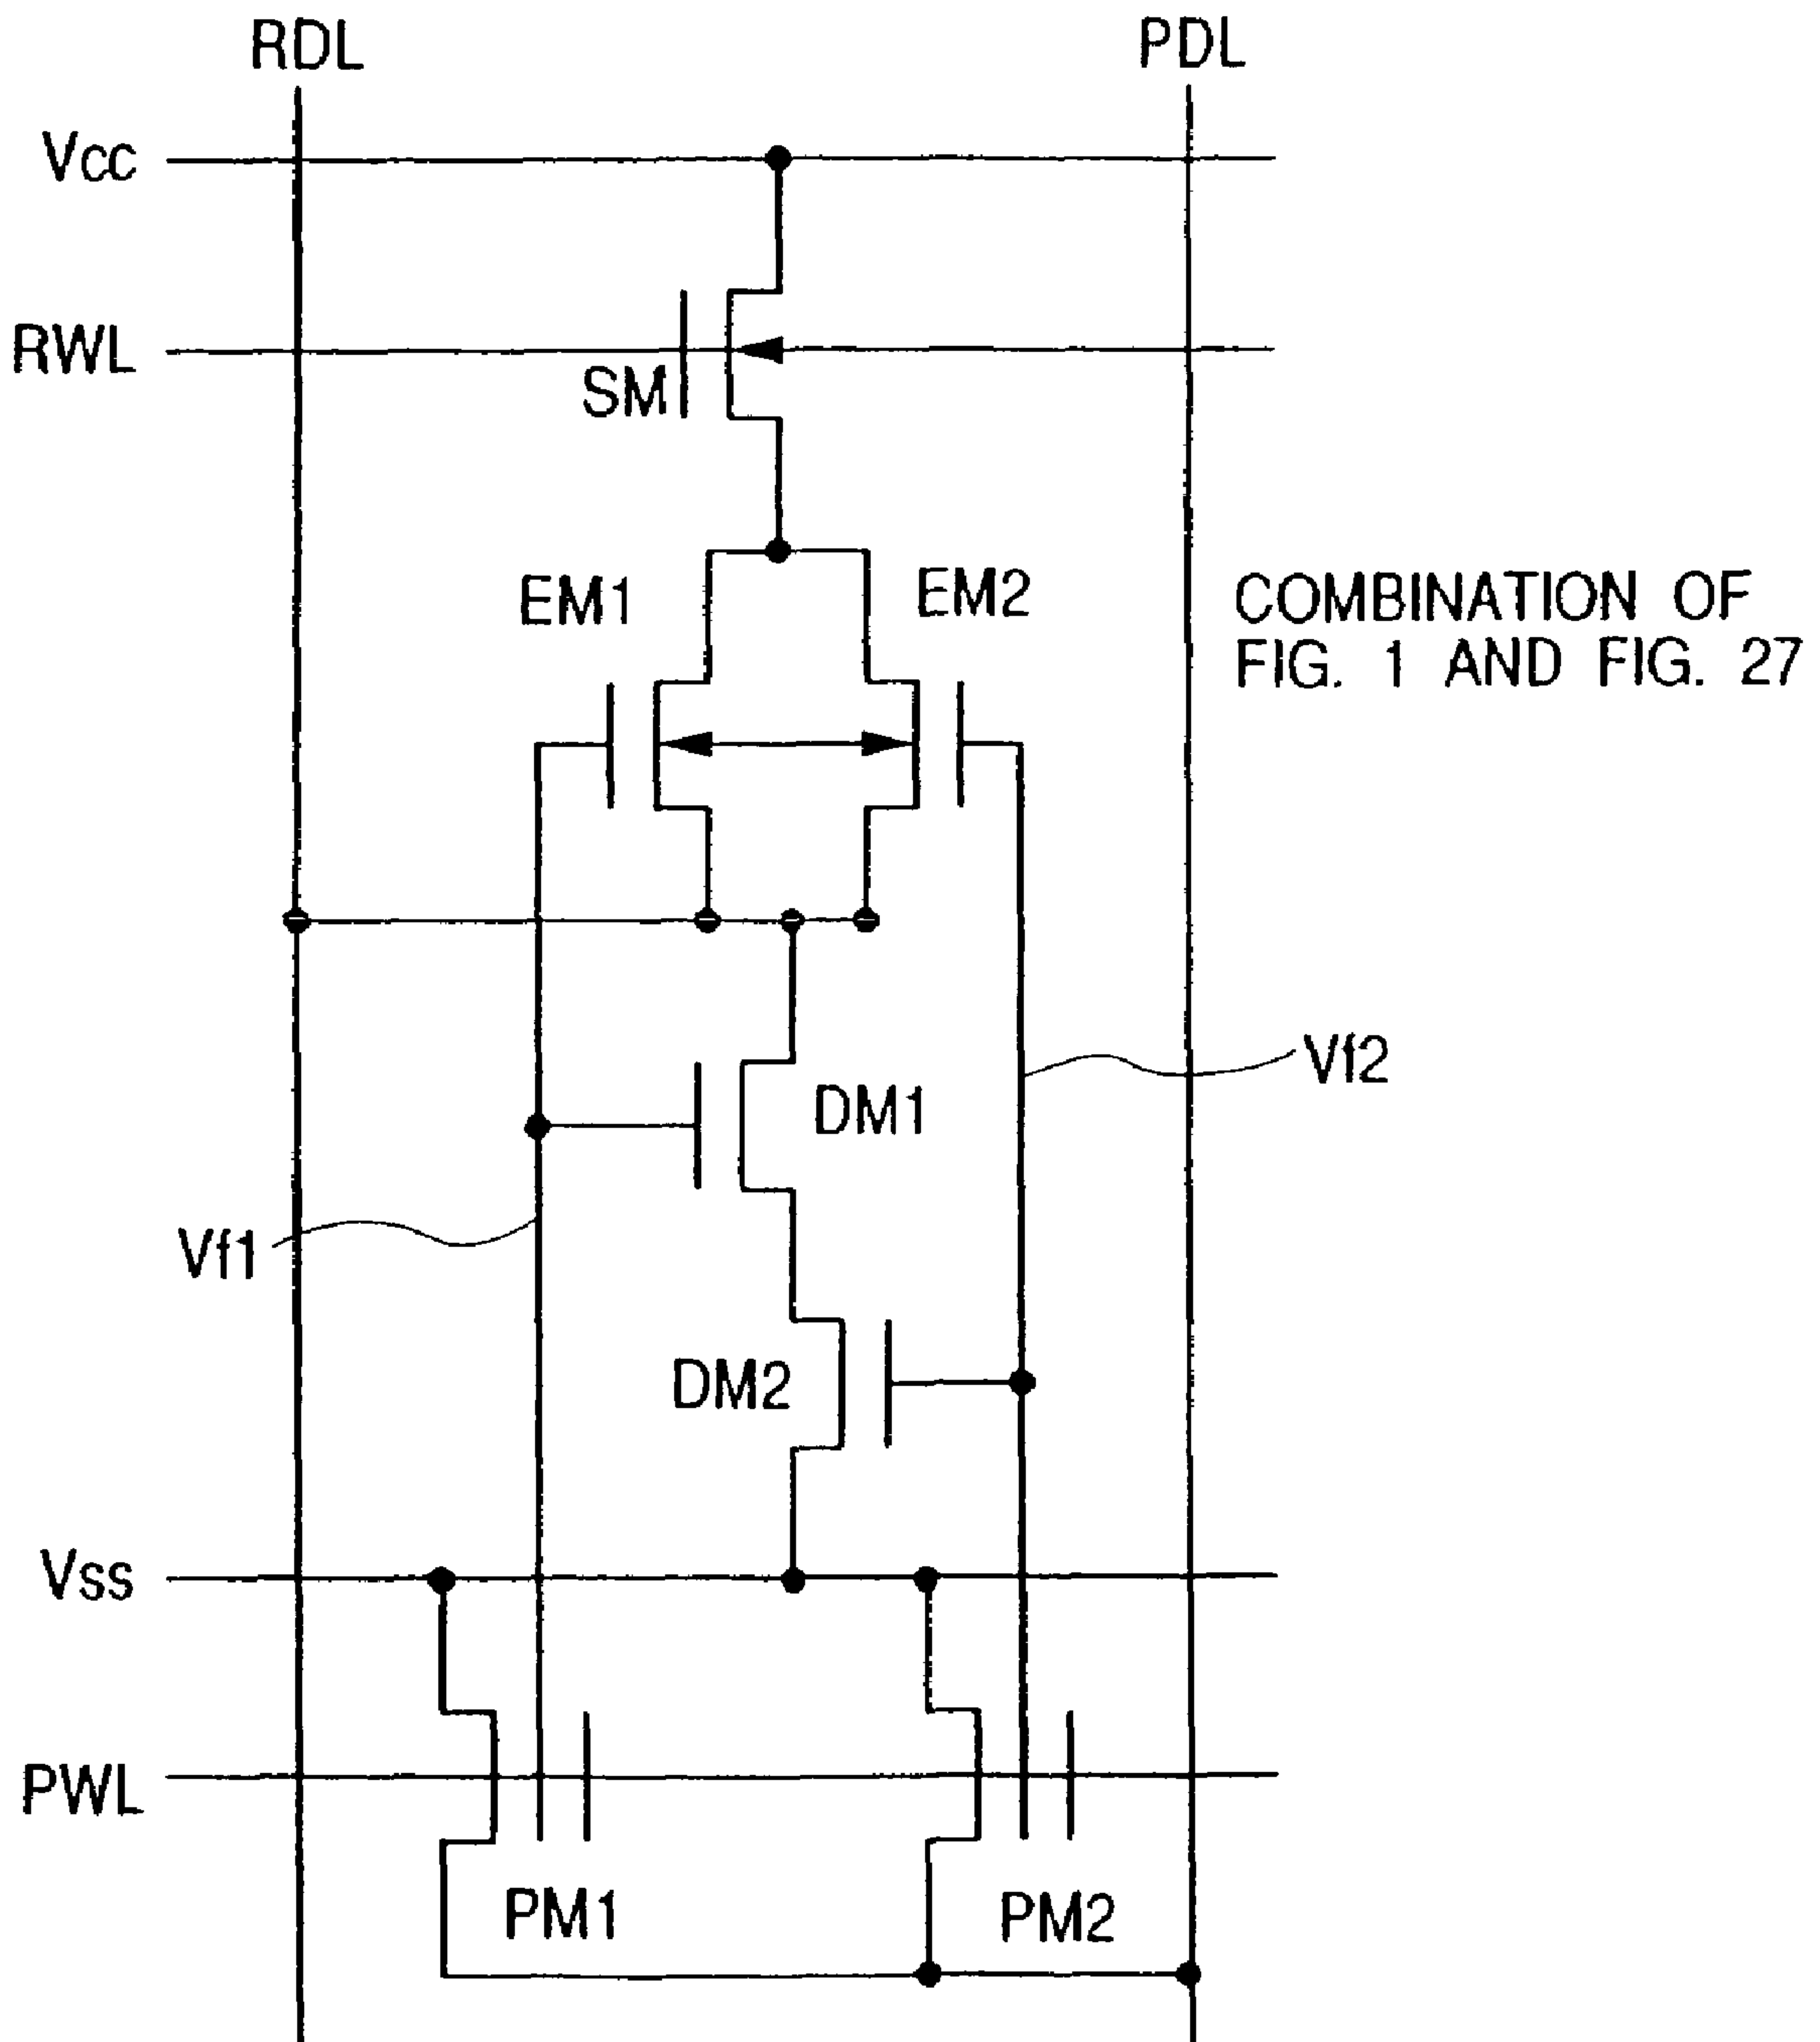 RDL PDL
Vcc
RWL
SM
EM1 EM2
COMBINATION OF
FIG. 1 AND FIG. 27
Vf2
DM1
Vf1
DM2
Vss
PWL
PM1 PM2